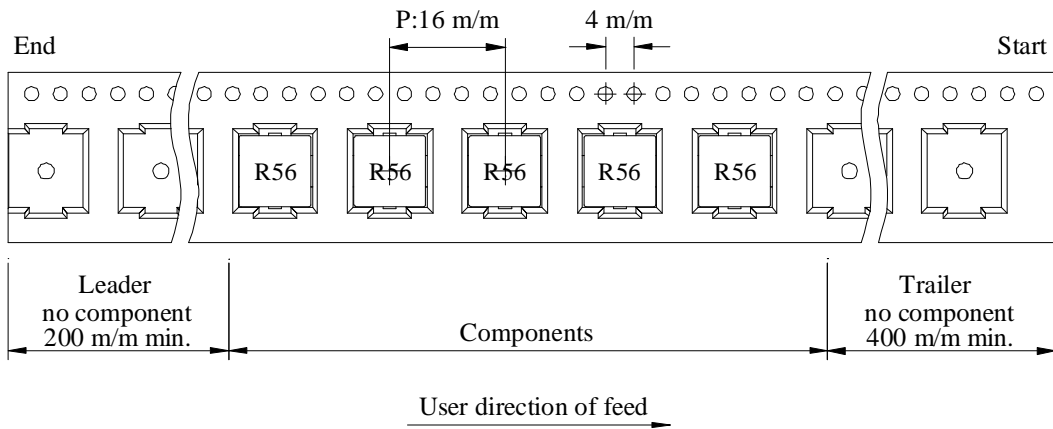 P:16 m/m
4 m/m
End
Start
R56
R56
R56
R56
R56
Leader
no component
200 m/m min.
Components
Trailer
no component
400 m/m min.
User direction of feed